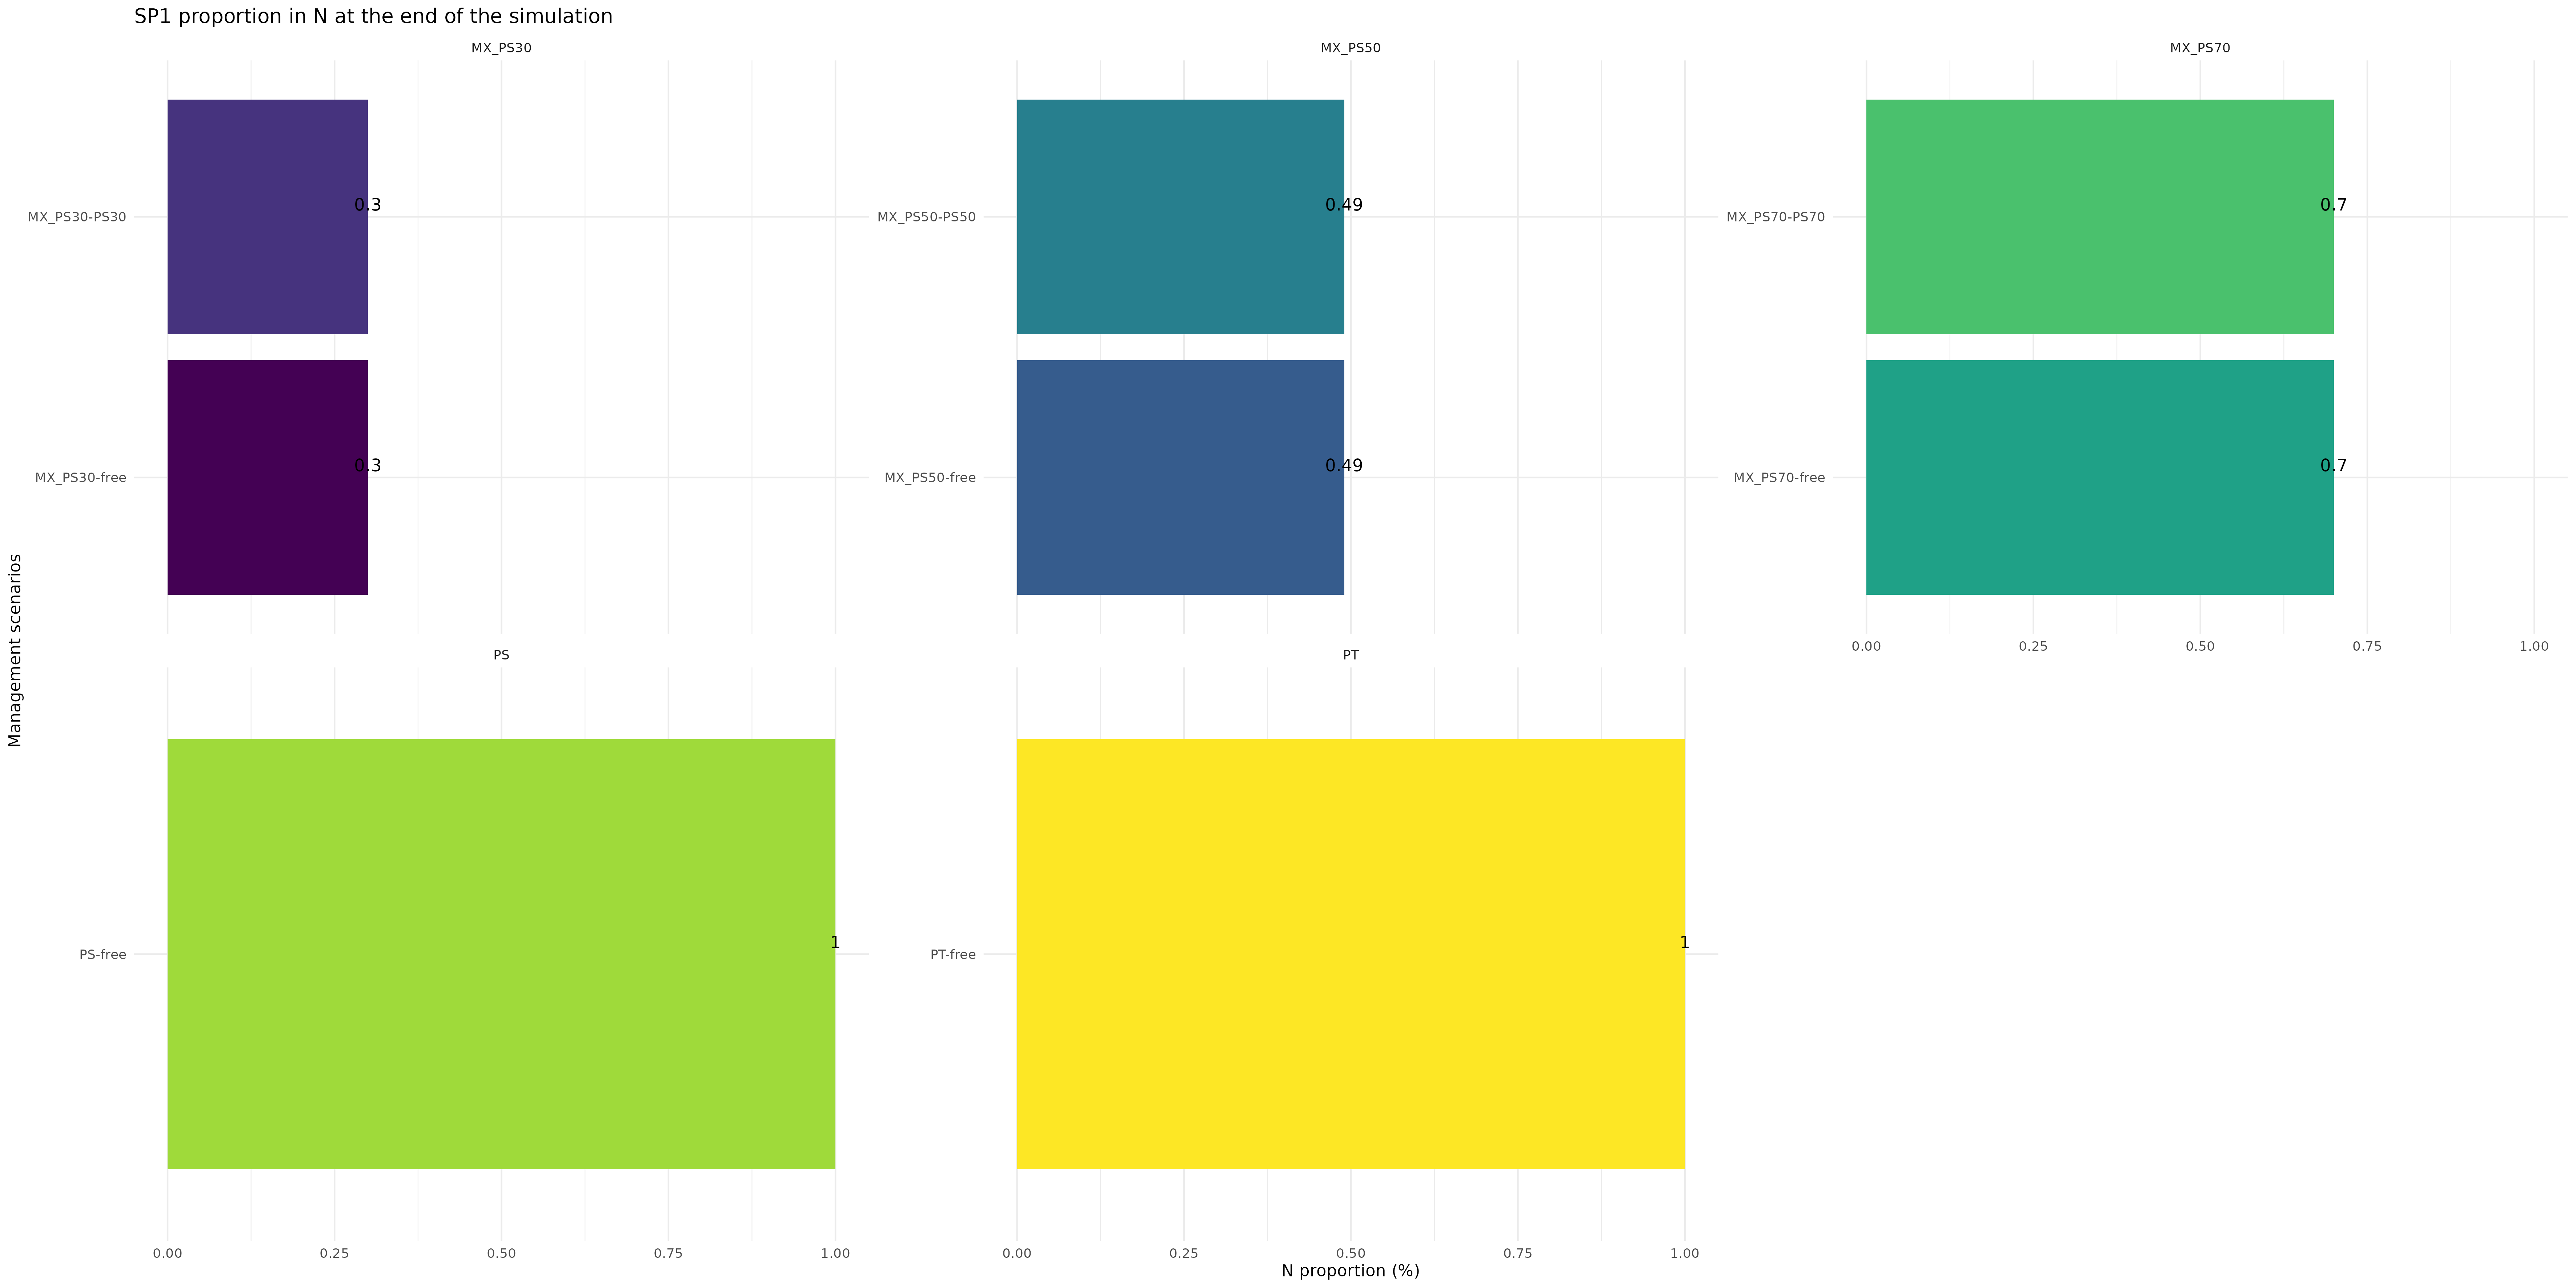 SP1 proportion in N at the end of the simulation
MX_PS30
MX_PS50
MX_PS70
MX_PS30-PS30
0.3
MX_PS50-PS50
0.49
MX_PS70-PS70
0.7
MX_PS30-free
0.3
MX_PS50-free
0.49
MX_PS70-free
0.7
0.00 0.25 0.50 0.75 1.00
Management scenarios
PS
PT
PS-free
1
PT-free
1
0.00 0.25 0.50 0.75 1.00
0.00 0.25 0.50 0.75 1.00
N proportion (%)